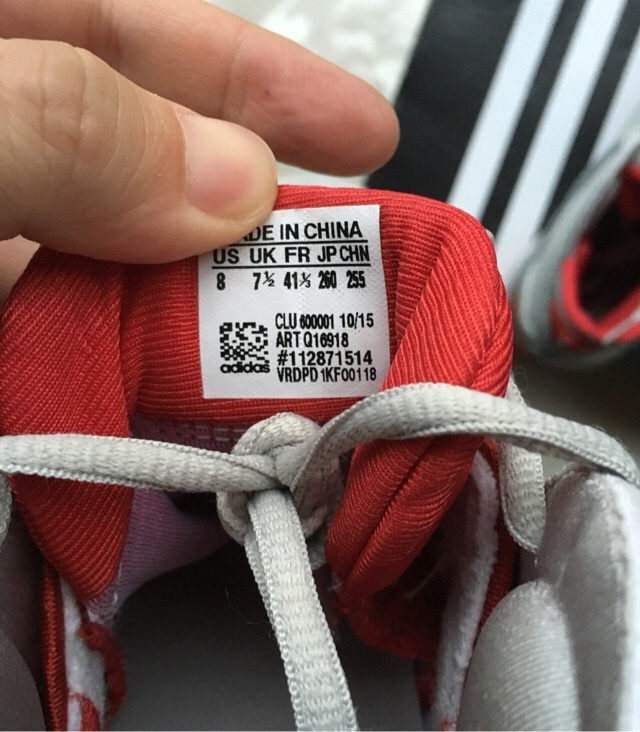 ADE IN CHINA
US UK FR JP CHN
8 7½ 41⅓ 260 255
CLU 600001 10/15
ART Q16918
#112871514
VRDPD 1KF00118
adidas